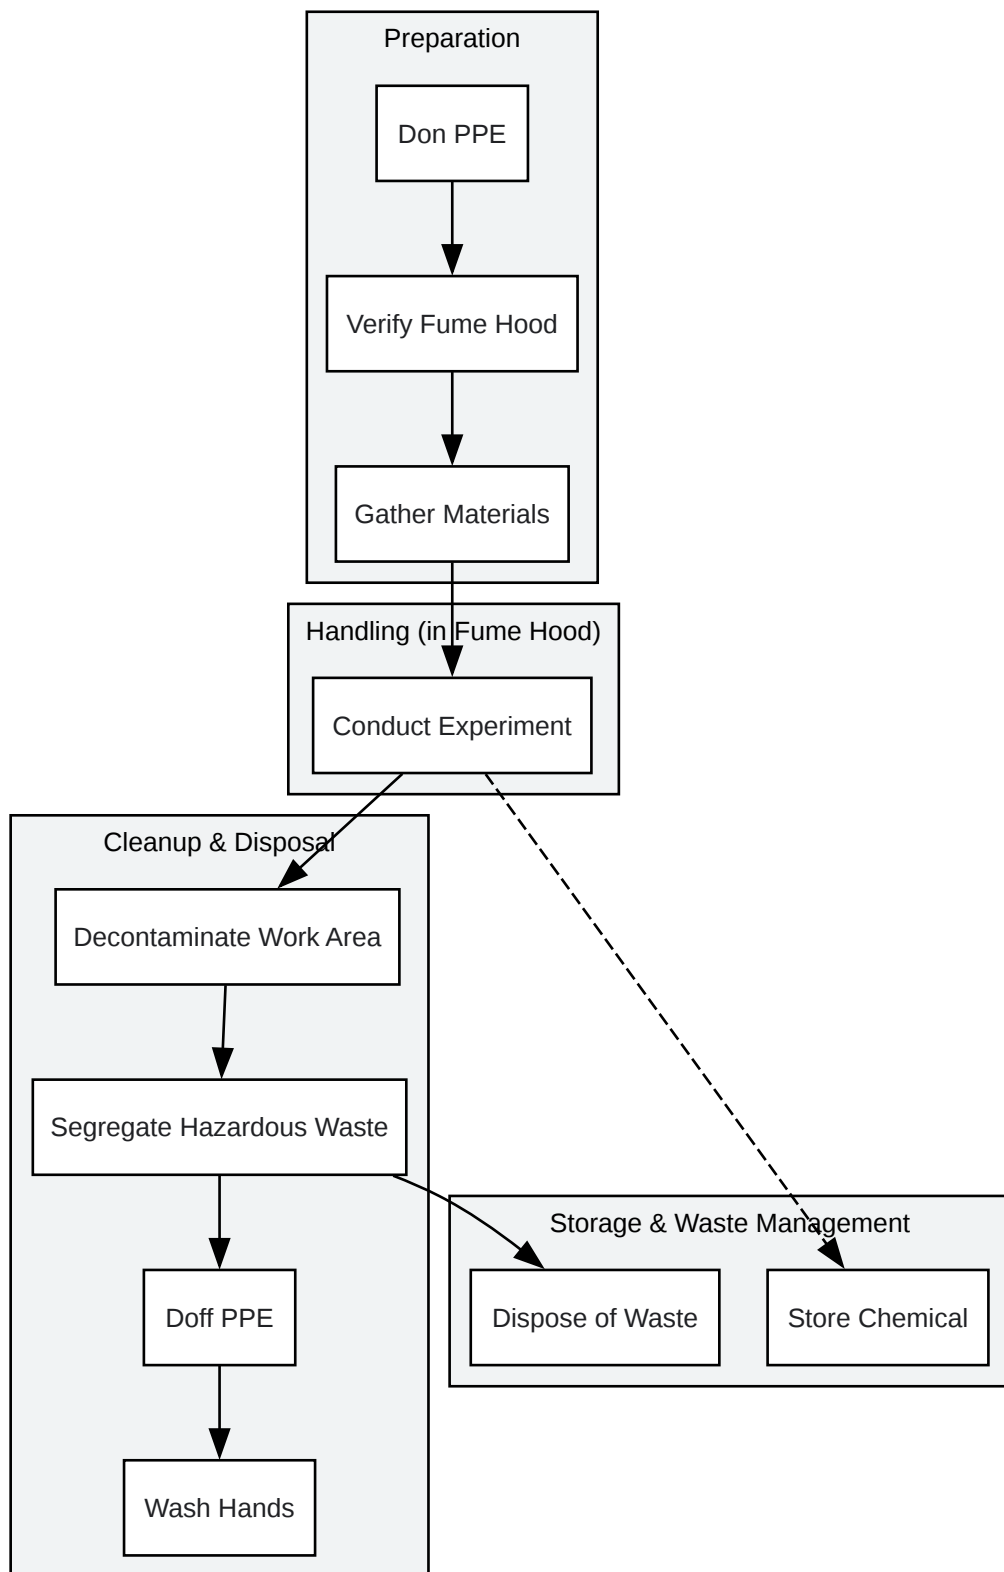 Preparation
Don PPE
Verify Fume Hood
Gather Materials
Handling (in Fume Hood)
Conduct Experiment
Cleanup & Disposal
Decontaminate Work Area
Segregate Hazardous Waste
Storage & Waste Management
Dispose of Waste
Store Chemical
Doff PPE
Wash Hands